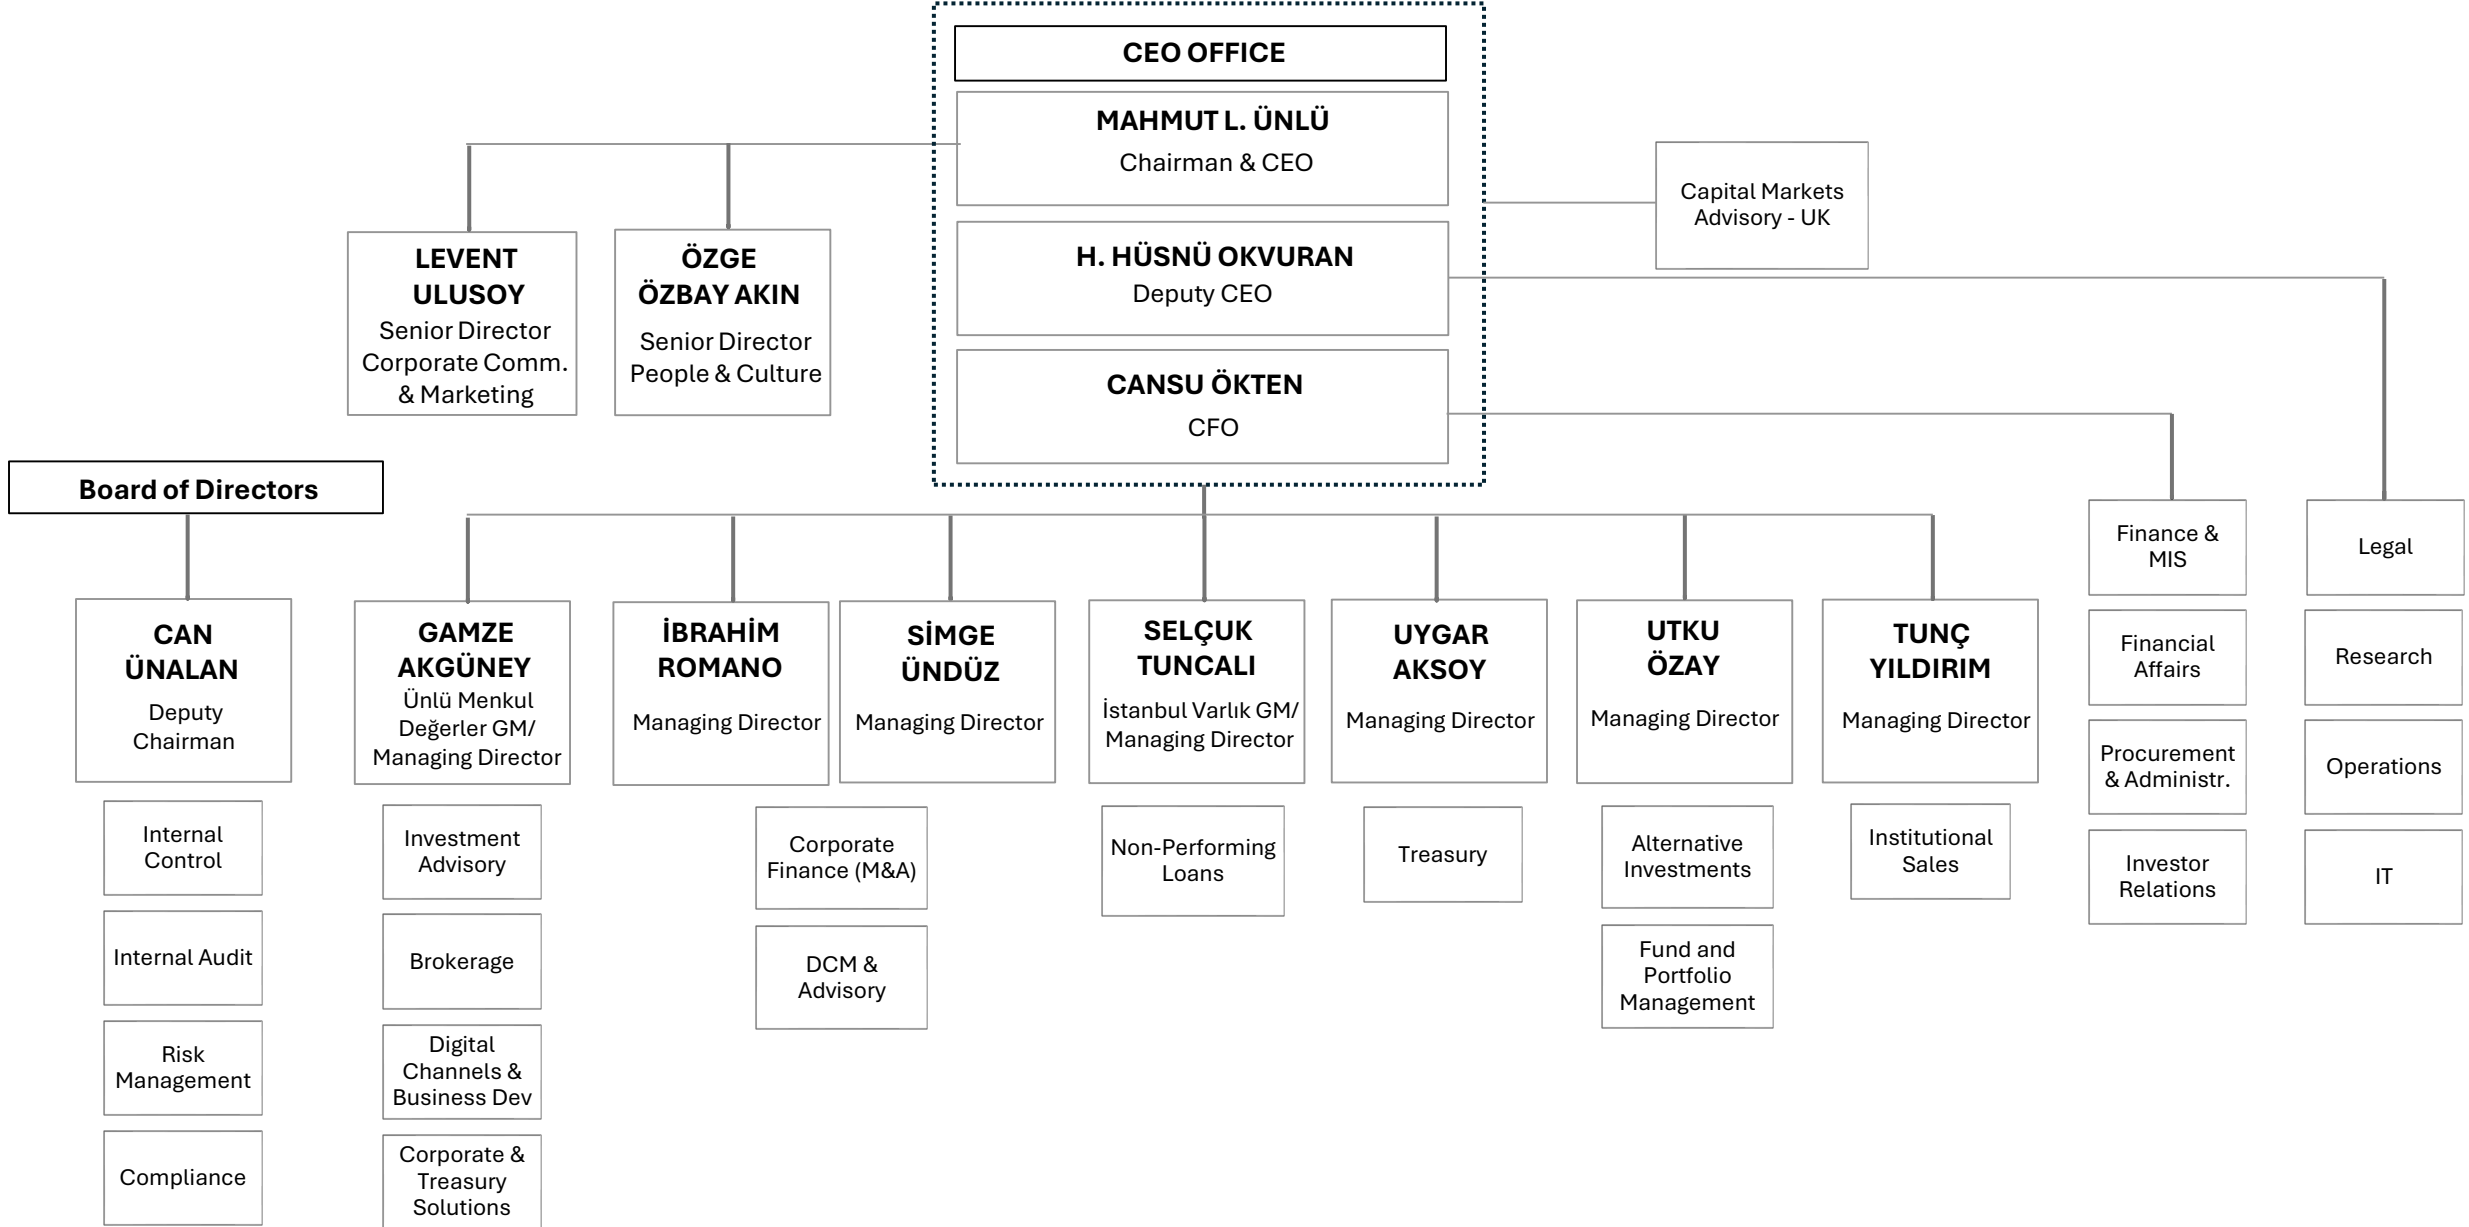 CEO OFFICE
MAHMUT L. ÜNLÜ
Chairman & CEO
H. HÜSNÜ OKVURAN
Deputy CEO
CANSU ÖKTEN
CFO
Capital Markets
Advisory - UK
LEVENT
ULUSOY
Senior Director
Corporate Comm.
& Marketing
ÖZGE
ÖZBAY AKIN
Senior Director
People & Culture
Board of Directors
CAN
ÜNALAN
Deputy
Chairman
Internal
Control
Internal Audit
Risk
Management
Compliance
GAMZE
AKGÜNEY
Ünlü Menkul
Değerler GM/
Managing Director
Investment
Advisory
Brokerage
Digital
Channels &
Business Dev
Corporate &
Treasury
Solutions
İBRAHİM
ROMANO
Managing Director
SİMGE
ÜNDÜZ
Managing Director
Corporate
Finance (M&A)
DCM &
Advisory
SELÇUK
TUNCALI
İstanbul Varlık GM/
Managing Director
Non-Performing
Loans
UYGAR
AKSOY
Managing Director
Treasury
UTKU
ÖZAY
Managing Director
Alternative
Investments
Fund and
Portfolio
Management
TUNÇ
YILDIRIM
Managing Director
Institutional
Sales
Finance &
MIS
Financial
Affairs
Procurement
& Administr.
Investor
Relations
Legal
Research
Operations
IT